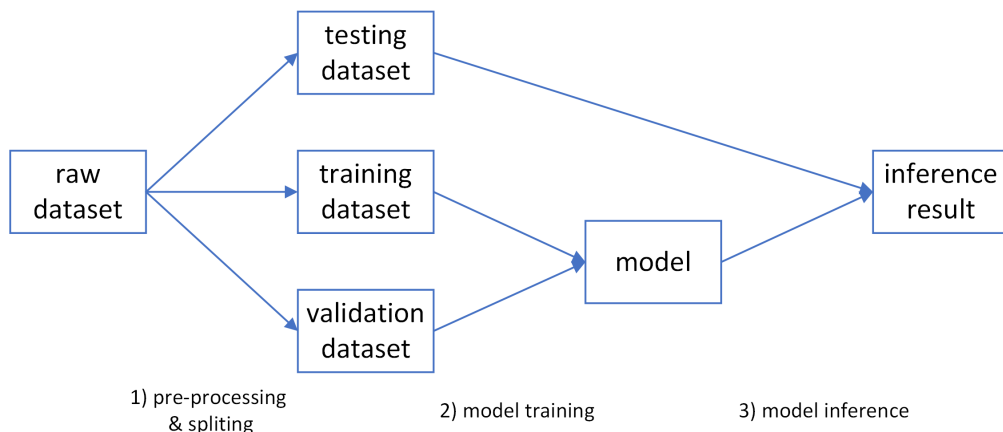 testing
dataset
raw
dataset
training
dataset
inference
result
model
validation
dataset
1) pre-processing
& spliting
2) model training
3) model inference